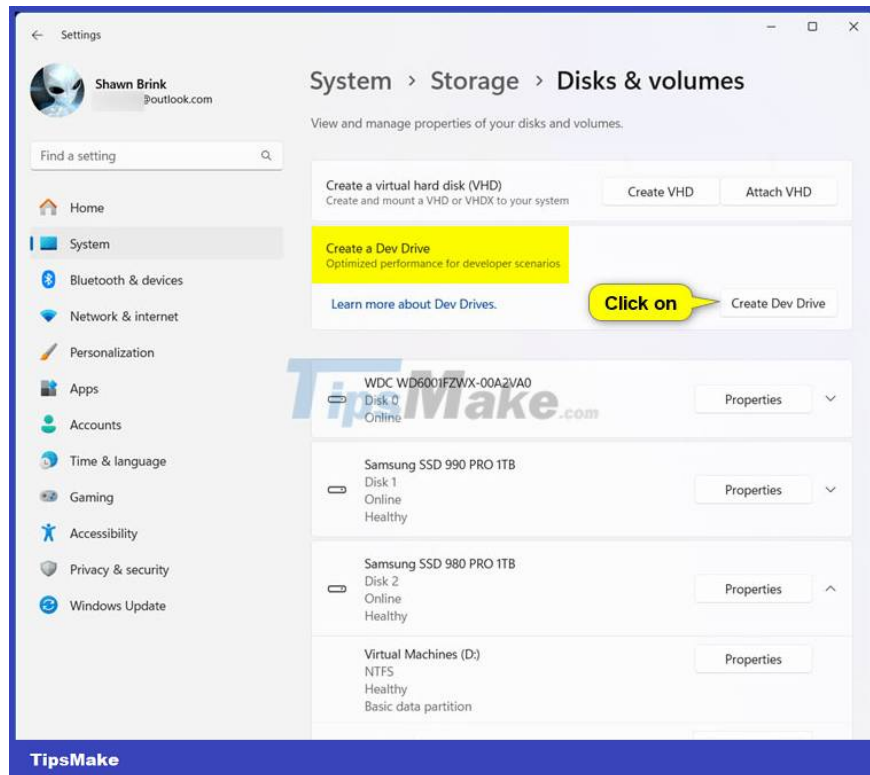 Settings
Shawn Brink
@outlook.com
Find a setting
Home
System
Bluetooth & devices
Network & internet
Personalization
Apps
Accounts
Time & language
Gaming
Accessibility
Privacy & security
Windows Update
System > Storage > Disks & volumes
View and manage properties of your disks and volumes.
Create a virtual hard disk (VHD)
Create and mount a VHD or VHDX to your system
Create VHD
Attach VHD
Create a Dev Drive
Optimized performance for developer scenarios
Learn more about Dev Drives.
Click on
Create Dev Drive
TipsMake.com
WDC WD6001FZWX-00A2VA0
Disk 0
Online
Properties
Samsung SSD 990 PRO 1TB
Disk 1
Online
Healthy
Properties
Samsung SSD 980 PRO 1TB
Disk 2
Online
Healthy
Properties
Virtual Machines (D:)
NTFS
Healthy
Basic data partition
Properties
TipsMake